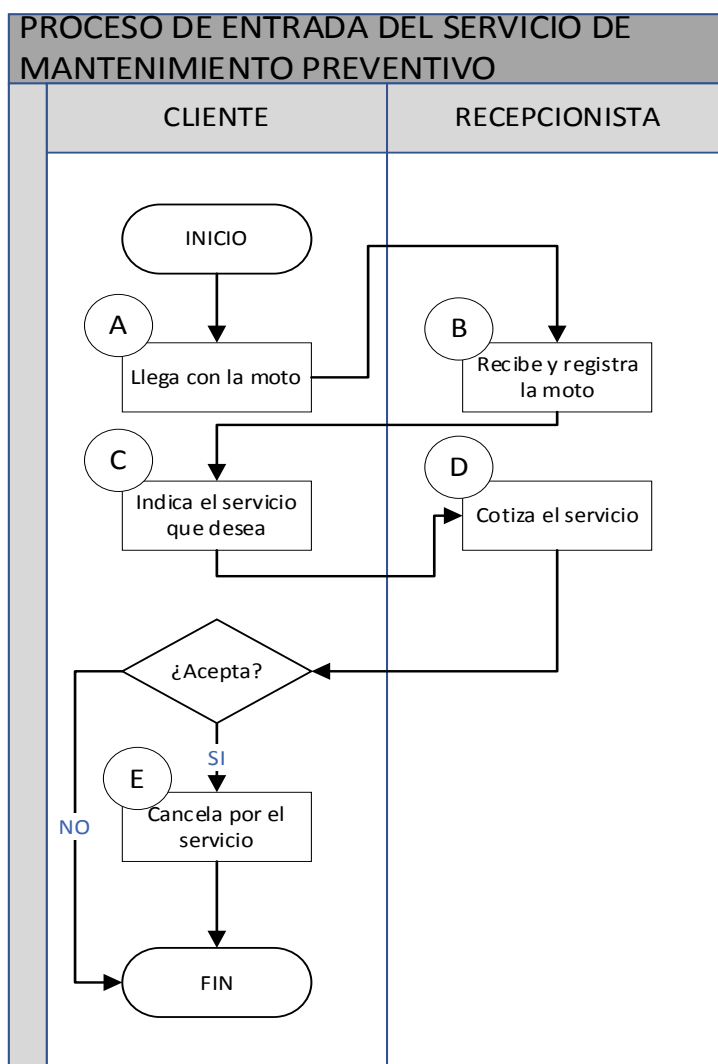 PROCESO DE ENTRADA DEL SERVICIO DE
MANTENIMIENTO PREVENTIVO
CLIENTE
RECEPCIONISTA
INICIO
A
Llega con la moto
B
Recibe y registra
la moto
C
Indica el servicio
que desea
D
Cotiza el servicio
¿Acepta?
SI
NO
E
Cancela por el
servicio
FIN